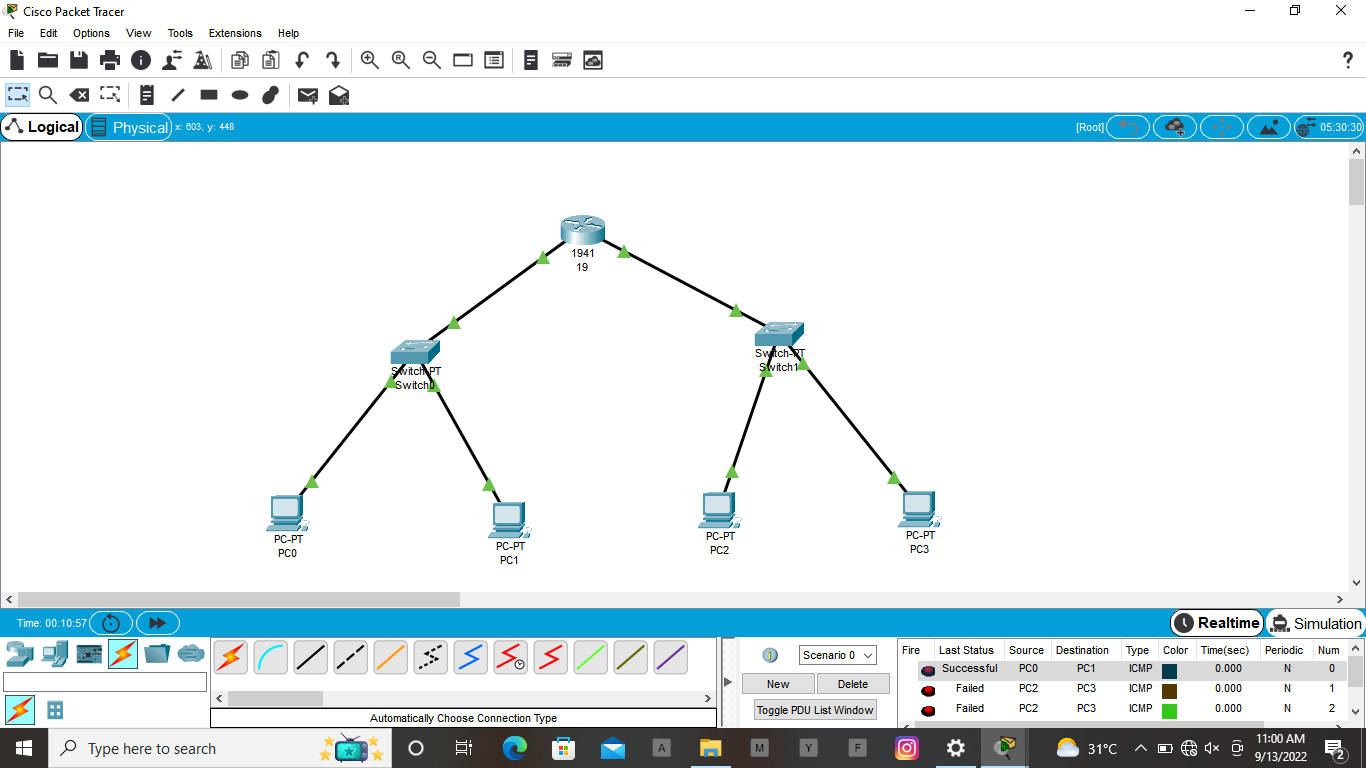 Cisco Packet Tracer
File Edit Options View Tools Extensions Help
R
?
Logical Physical x: 603, y: 448 [Root] 05:30:30
1941
19
Switch-PT
Switch0
Switch-PT
Switch1
PC-PT
PC0
PC-PT
PC1
PC-PT
PC2
PC-PT
PC3
Time: 00:10:57 Realtime Simulation
Scenario 0
New Delete
Toggle PDU List Window
Automatically Choose Connection Type
Fire Last Status Source Destination Type Color Time(sec) Periodic Num
Successful PC0 PC1 ICMP 0.000 N 0
Failed PC2 PC3 ICMP 0.000 N 1
Failed PC2 PC3 ICMP 0.000 N 2
Type here to search
A M Y F
31°C
11:00 AM
9/13/2022
2